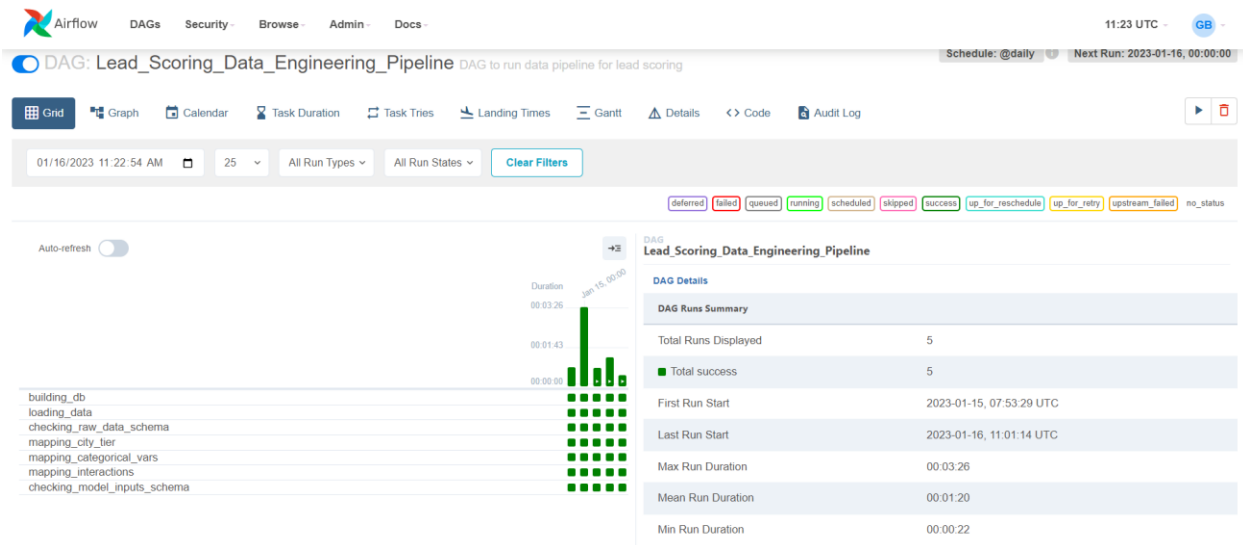 Airflow DAGs Security Browse Admin Docs 11:23 UTC GB
DAG: Lead_Scoring_Data_Engineering_Pipeline DAG to run data pipeline for lead scoring Schedule: @daily Next Run: 2023-01-16, 00:00:00
Grid Graph Calendar Task Duration Task Tries Landing Times Gantt Details Code Audit Log
01/16/2023 11:22:54 AM 25 All Run Types All Run States Clear Filters
deferred failed queued running scheduled skipped success up_for_reschedule up_for_retry upstream_failed no_status
Auto-refresh
Duration Jan 15, 00:00
00:03:26
00:01:43
00:00:00
building_db
loading_data
checking_raw_data_schema
mapping_city_tier
mapping_categorical_vars
mapping_interactions
checking_model_inputs_schema
DAG
Lead_Scoring_Data_Engineering_Pipeline
DAG Details
DAG Runs Summary
Total Runs Displayed 5
Total success 5
First Run Start 2023-01-15, 07:53:29 UTC
Last Run Start 2023-01-16, 11:01:14 UTC
Max Run Duration 00:03:26
Mean Run Duration 00:01:20
Min Run Duration 00:00:22